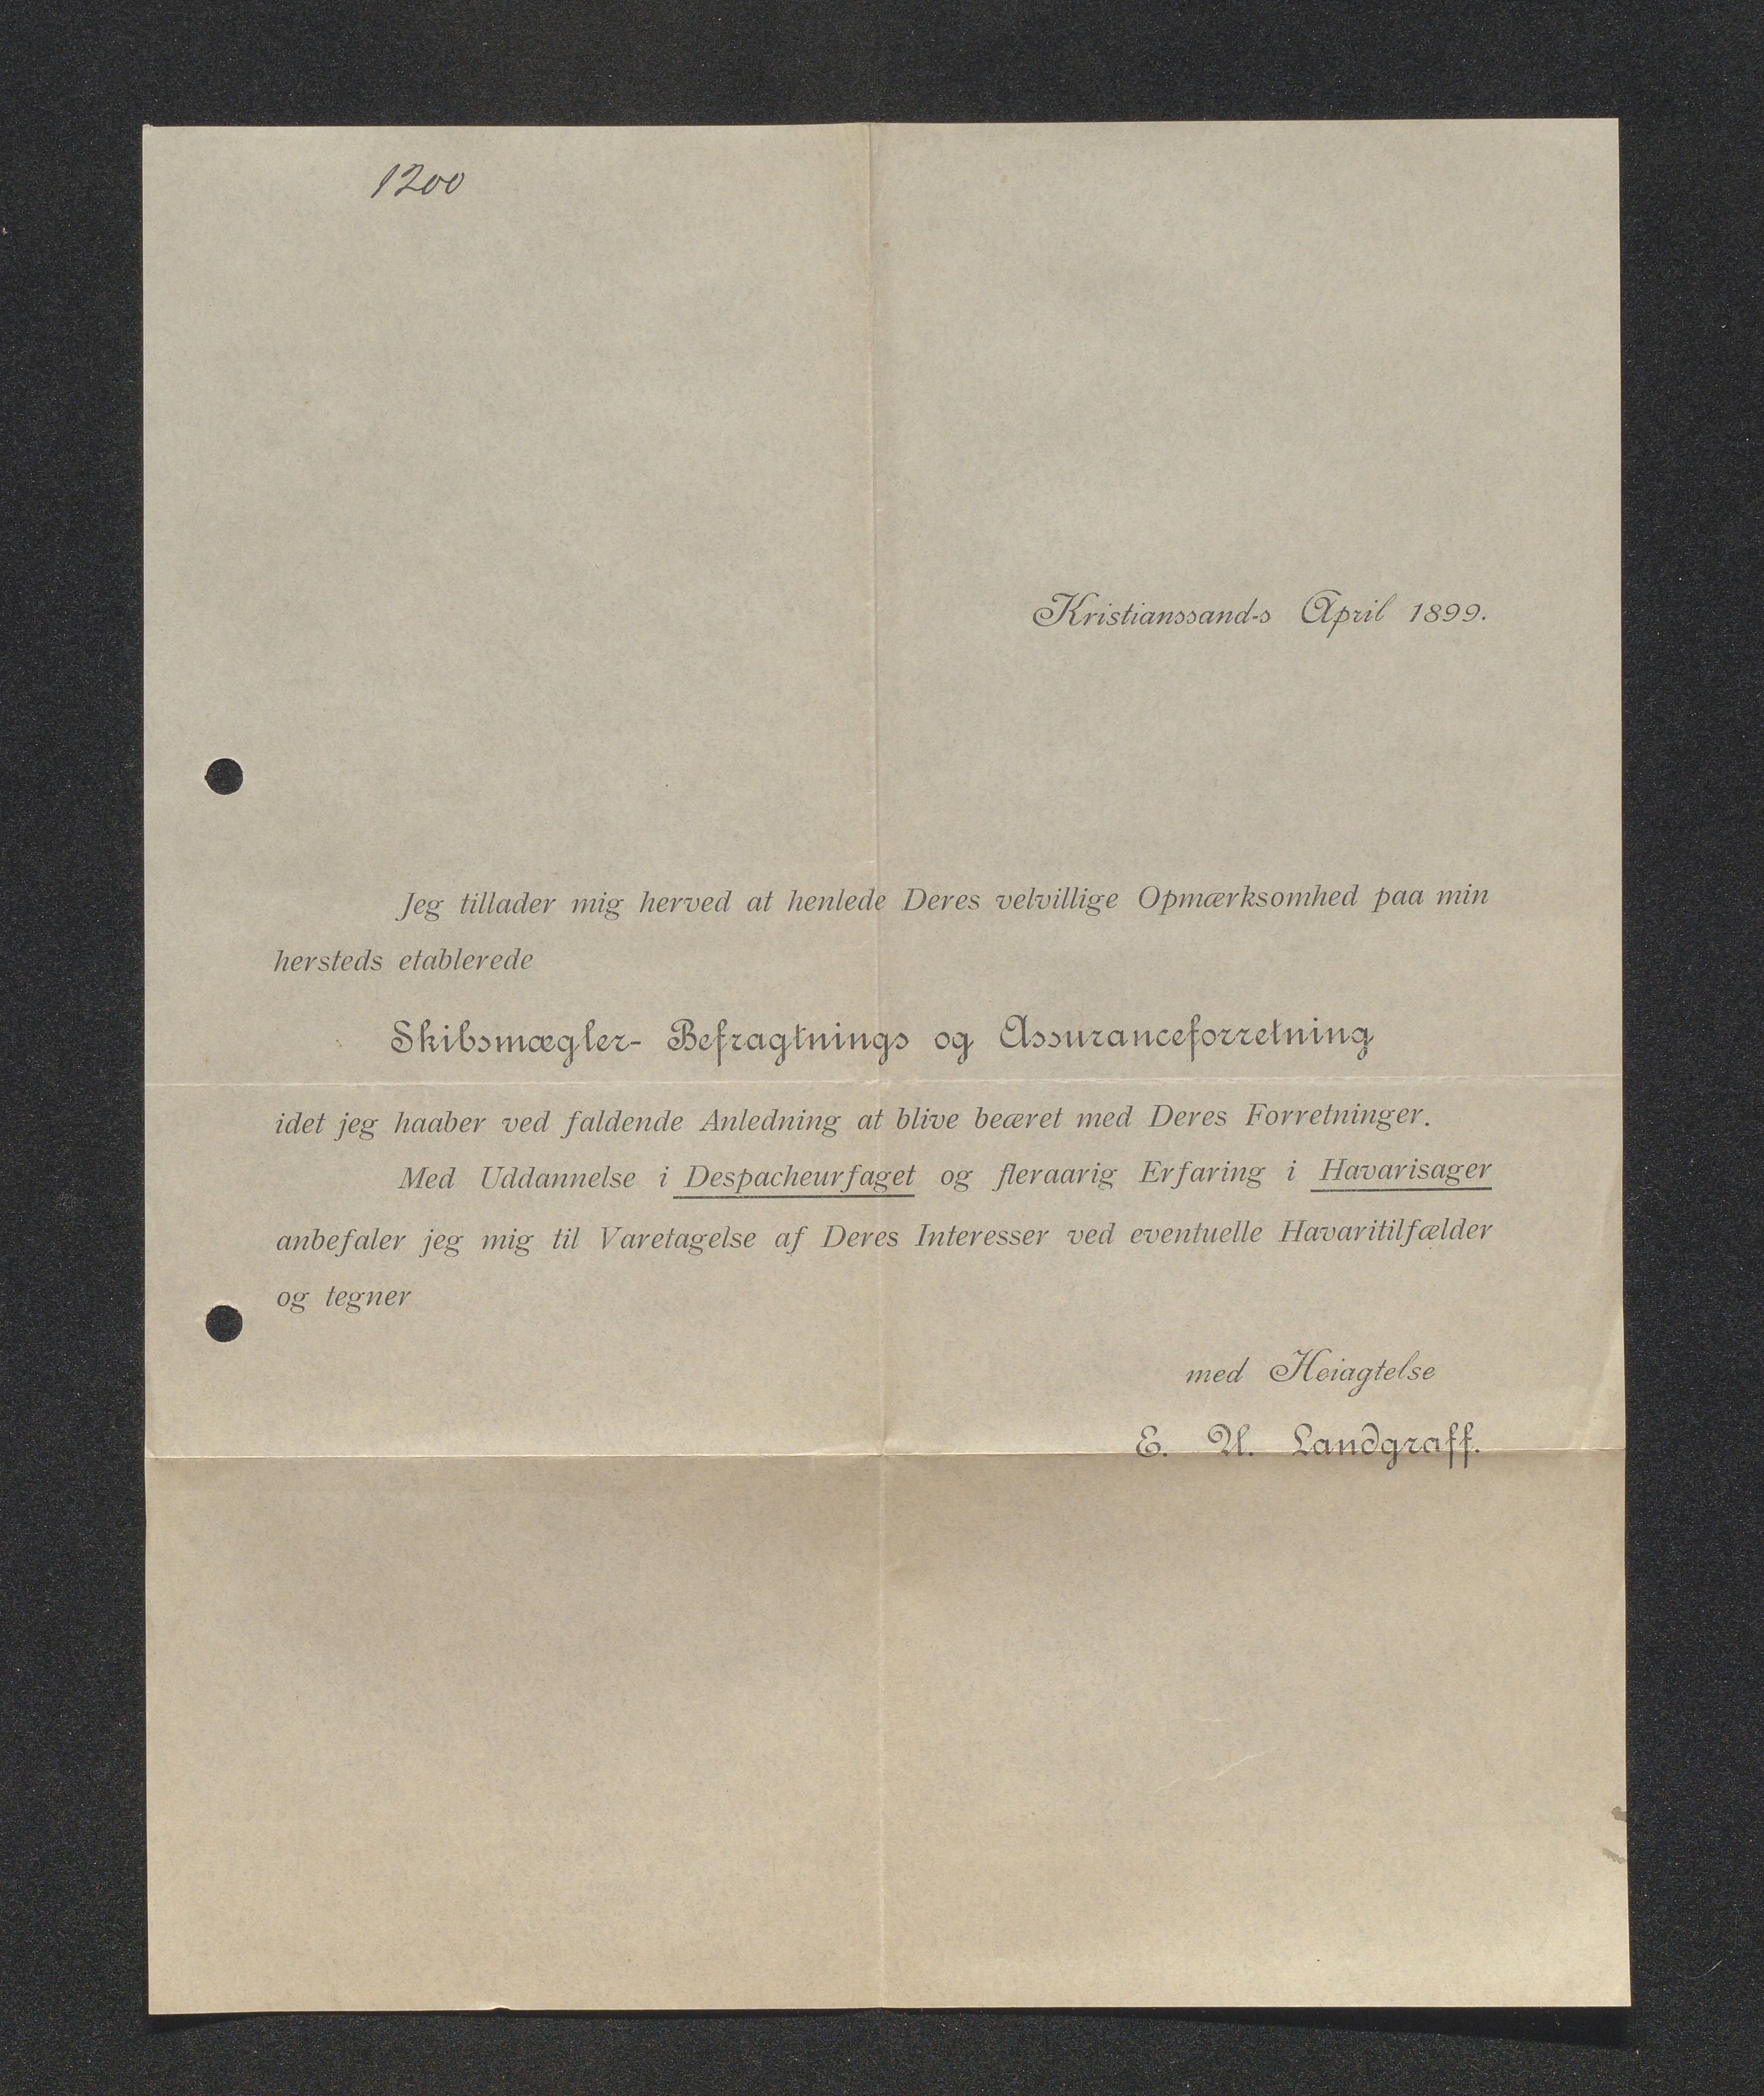 1200
Kristianssand-s April 1899.
Jeg tillader mig herved at henlede Deres velvillige Opmærksomhed paa min
hersteds etablerede
Skibsmægler- Befragtnings og Assuranceforretning
idet jeg haaber ved faldende Anledning at blive beæret med Deres Forretninger.
Med Uddannelse i Despacheurfaget og fleraarig Erfaring i Havarisager
anbefaler jeg mig til Varetagelse af Deres Interesser ved eventuelle Havaritilfælder
og tegner
med Heiagtelse
E. A. Landgraff.